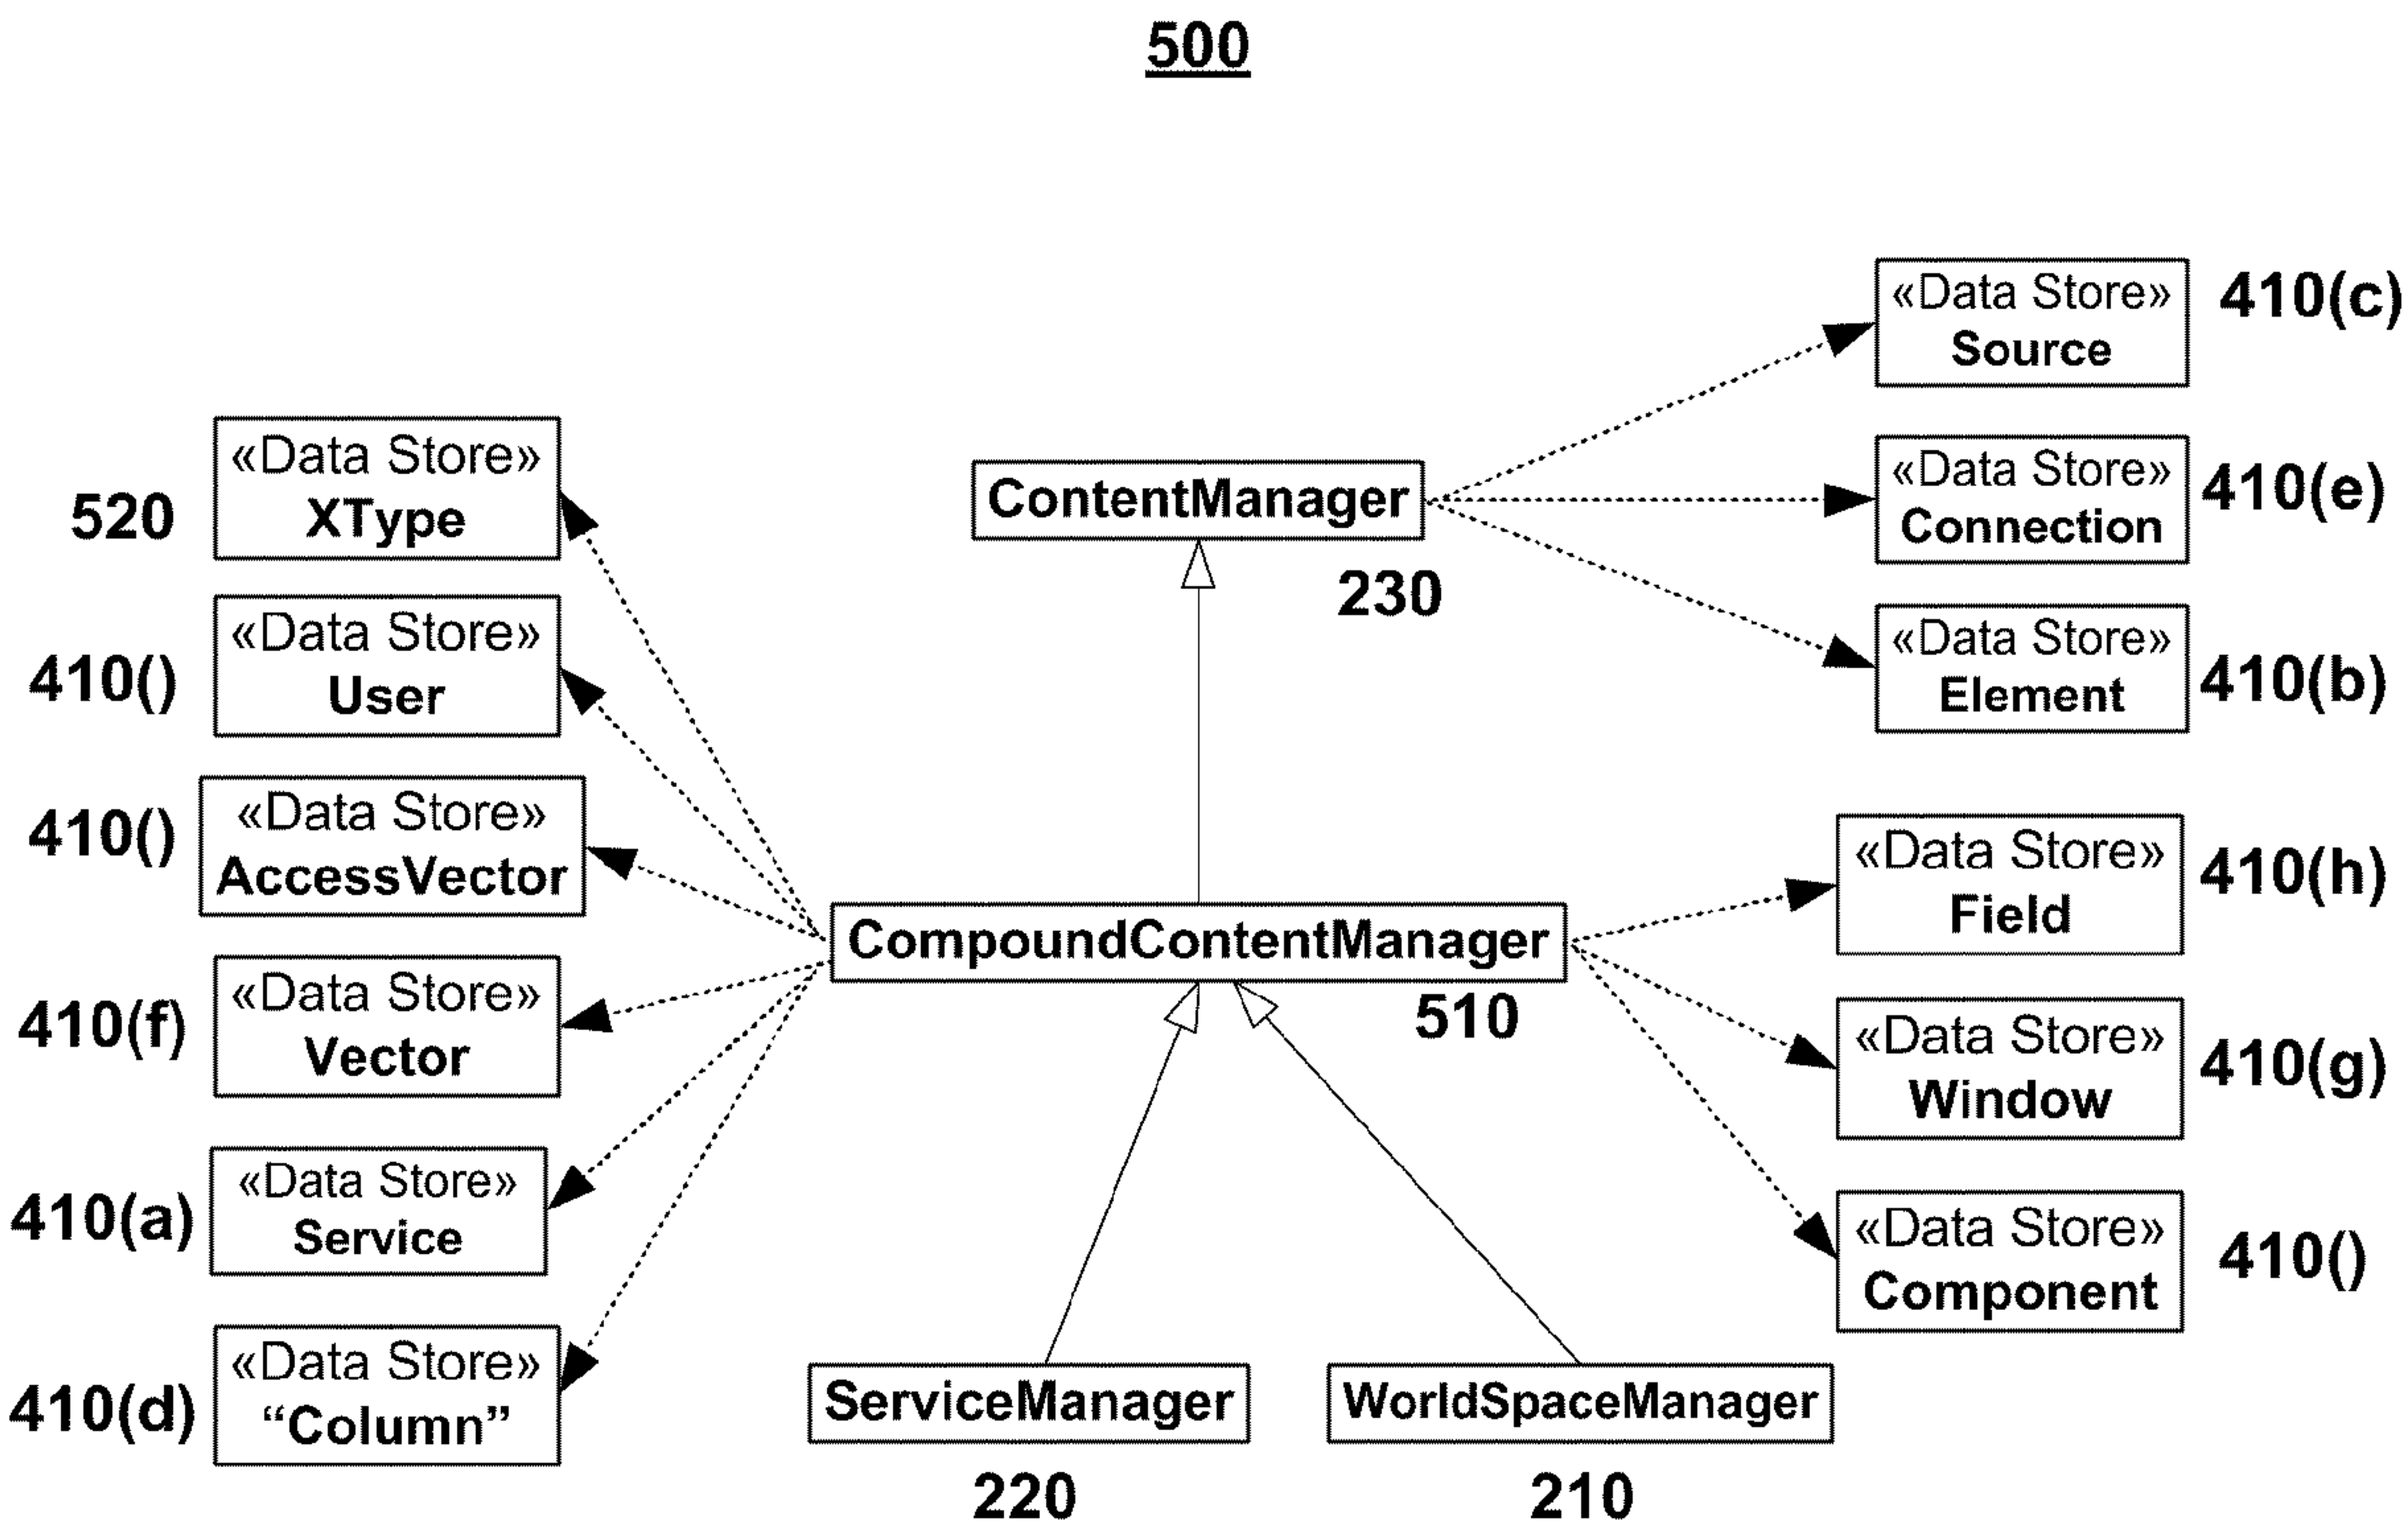 500
«Data Store»
Source
410(c)
«Data Store»
XType
520
ContentManager
230
«Data Store»
Connection
410(e)
«Data Store»
User
410()
«Data Store»
Element
410(b)
«Data Store»
AccessVector
410()
«Data Store»
Field
410(h)
CompoundContentManager
510
«Data Store»
Vector
410(f)
«Data Store»
Window
410(g)
«Data Store»
Service
410(a)
«Data Store»
Component
410()
«Data Store»
“Column”
410(d)
ServiceManager
220
WorldSpaceManager
210